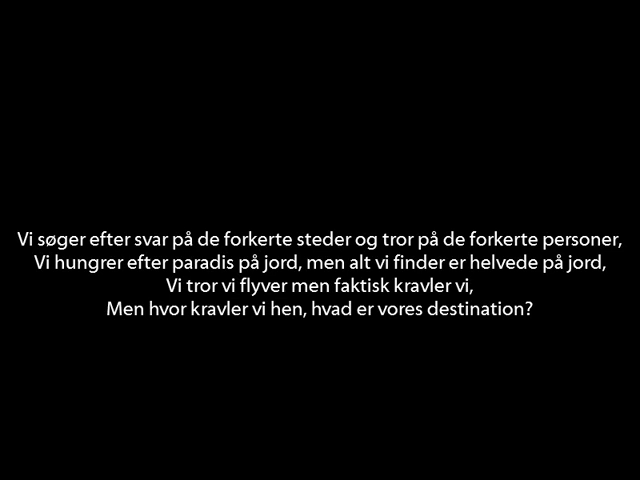 Vi søger efter svar på de forkerte steder og tror på de forkerte personer,
Vi hungrer efter paradis på jord, men alt vi finder er helvede på jord,
Vi tror vi flyver men faktisk kravler vi,
Men hvor kravler vi hen, hvad er vores destination?